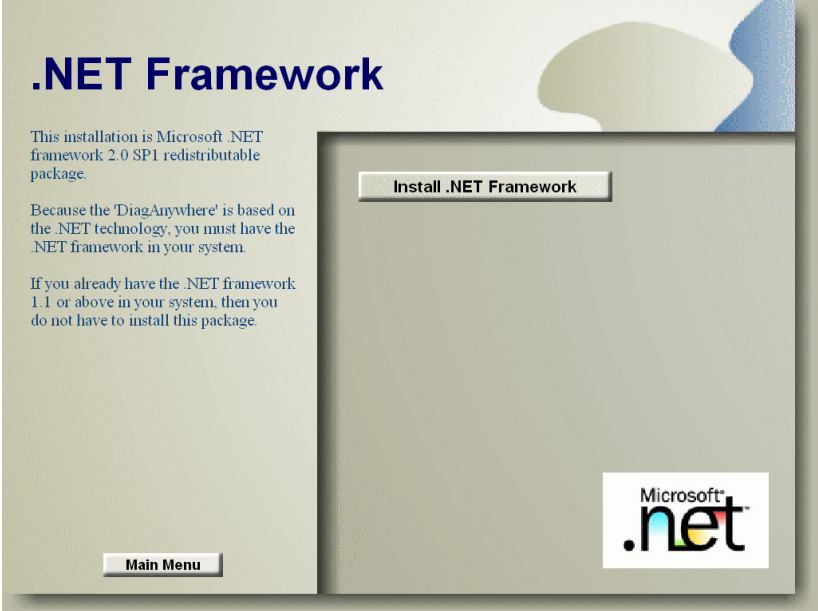 .NET Framework
This installation is Microsoft .NET
framework 2.0 SP1 redistributable
package.
Because the 'DiagAnywhere' is based on
the .NET technology, you must have the
.NET framework in your system.
If you already have the .NET framework
1.1 or above in your system, then you
do not have to install this package.
Main Menu
Install .NET Framework
Microsoft®
.net™